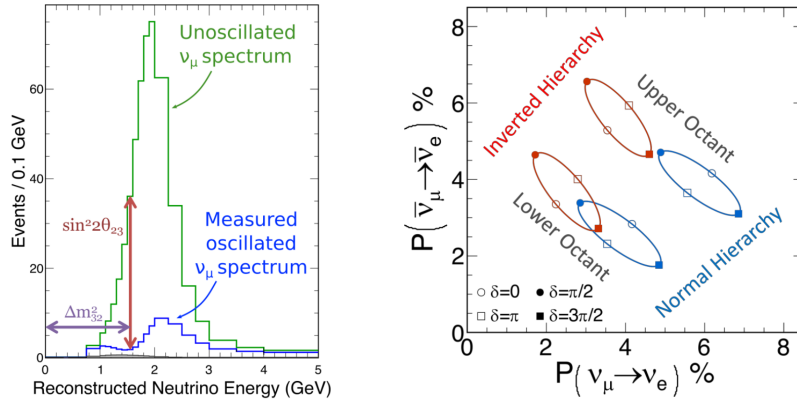 Unoscillated
νμ spectrum
Measured
oscillated
νμ spectrum
sin²2θ₂₃
Δm²₃₂
Events / 0.1 GeV
0
20
40
60
0
1
2
3
4
5
Reconstructed Neutrino Energy (GeV)
Inverted Hierarchy
Upper Octant
Lower Octant
Normal Hierarchy
P(ν̄μ→ν̄e) %
0
2
4
6
8
δ=0
δ=π/2
δ=π
δ=3π/2
0
2
4
6
8
P(νμ→νe) %